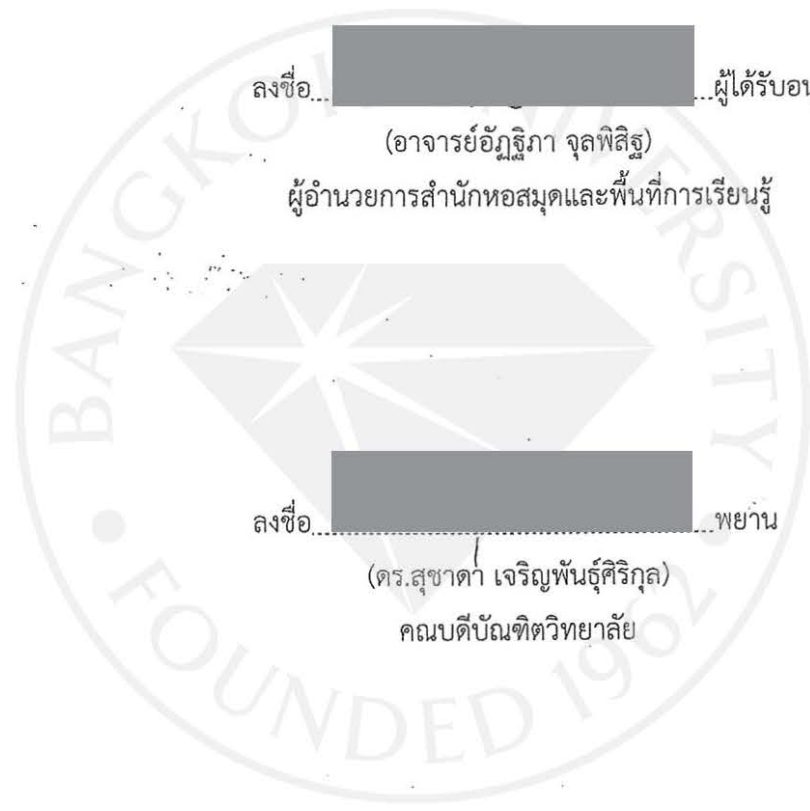 ลงชื่อ ผู้ได้รับอน
(อาจารย์อัฏฐิภา จุลพิสิฐ)
ผู้อำนวยการสำนักหอสมุดและพื้นที่การเรียนรู้
ลงชื่อ พยาน
(ดร.สุชาดา เจริญพันธุ์ศิริกุล)
คณบดีบัณฑิตวิทยาลัย
BANGKOK UNIVERSITY
FOUNDED 1962